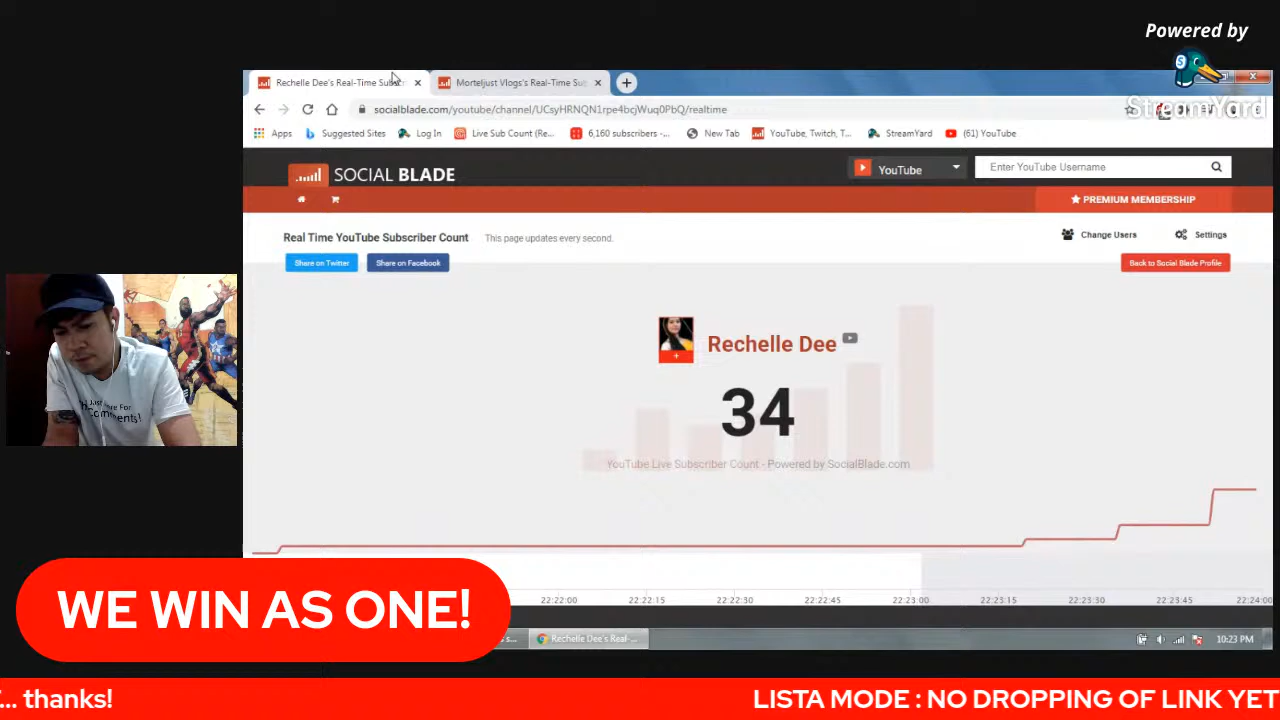 Powered by
StreamYard
Rechelle Dee's Real-Time Subsc
Morteljust Vlogs's Real-Time Sub
socialblade.com/youtube/channel/UCsyHRNQN1rpe4bcjWuq0PbQ/realtime
Apps
Suggested Sites
Log In
Live Sub Count (Re...
6,160 subscribers -...
New Tab
YouTube, Twitch, T...
StreamYard
(61) YouTube
SOCIAL BLADE
YouTube
Enter YouTube Username
PREMIUM MEMBERSHIP
Real Time YouTube Subscriber Count
This page updates every second.
Change Users
Settings
Share on Twitter
Share on Facebook
Back to Social Blade Profile
Rechelle Dee
34
YouTube Live Subscriber Count - Powered by SocialBlade.com
22:22:00
22:22:15
22:22:30
22:22:45
22:23:00
22:23:15
22:23:30
22:23:45
22:24:00
WE WIN AS ONE!
Rechelle Dee's Real-...
10:23 PM
... thanks!
LISTA MODE : NO DROPPING OF LINK YET